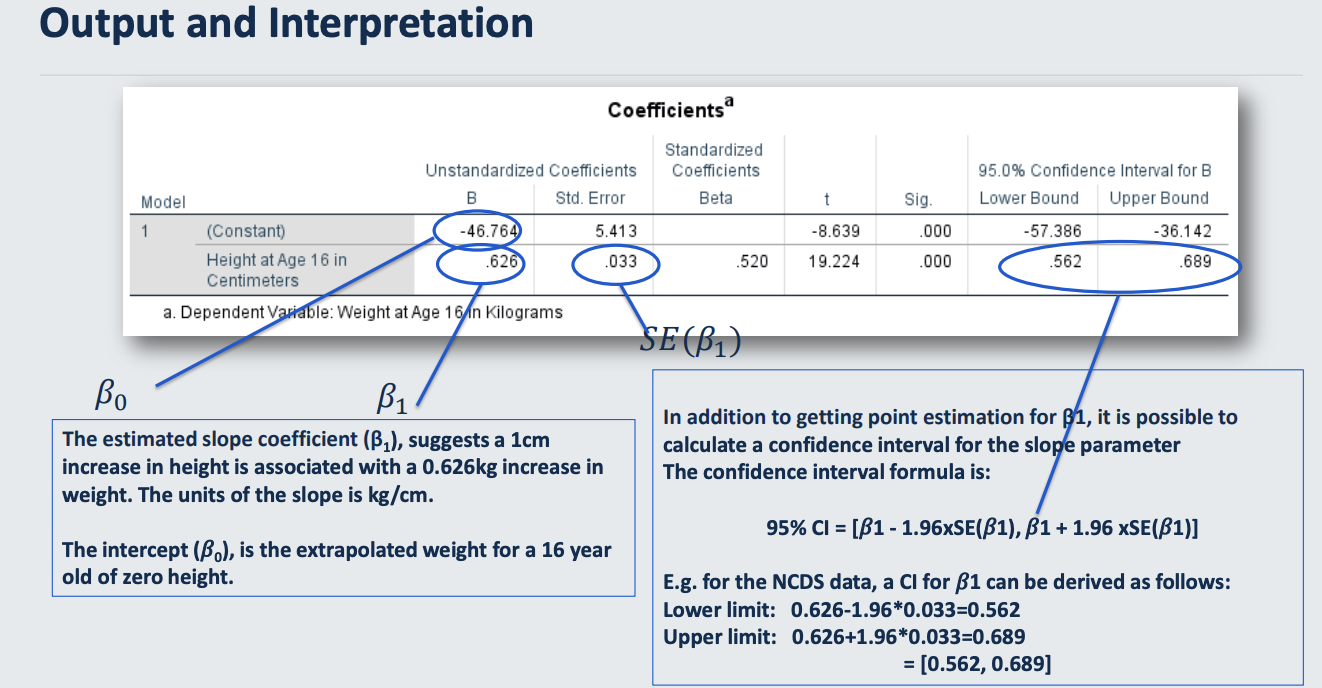 Output and Interpretation
Coefficientsᵃ
Standardized
Unstandardized Coefficients Coefficients 95.0% Confidence Interval for B
Model B Std. Error Beta t Sig. Lower Bound Upper Bound
1 (Constant) -46.764 5.413 -8.639 .000 -57.386 -36.142
Height at Age 16 in .626 .033 .520 19.224 .000 .562 .689
Centimeters
a. Dependent Variable: Weight at Age 16 in Kilograms
SE(β₁)
β₀ β₁
The estimated slope coefficient (β₁), suggests a 1cm
increase in height is associated with a 0.626kg increase in
weight. The units of the slope is kg/cm.
The intercept (β₀), is the extrapolated weight for a 16 year
old of zero height.
In addition to getting point estimation for β1, it is possible to
calculate a confidence interval for the slope parameter
The confidence interval formula is:
95% CI = [β1 - 1.96xSE(β1), β1 + 1.96 xSE(β1)]
E.g. for the NCDS data, a CI for β1 can be derived as follows:
Lower limit: 0.626-1.96*0.033=0.562
Upper limit: 0.626+1.96*0.033=0.689
= [0.562, 0.689]